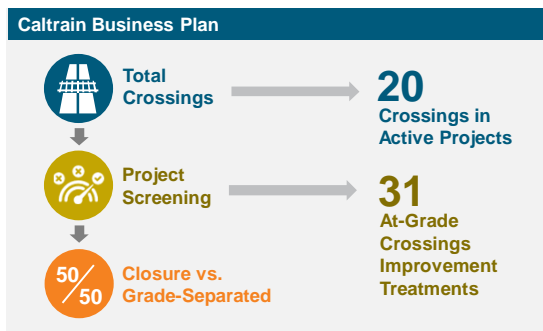 Caltrain Business Plan
Total
Crossings
20
Crossings in
Active Projects
Project
Screening
31
At-Grade
Crossings
Improvement
Treatments
50/50
Closure vs.
Grade-Separated